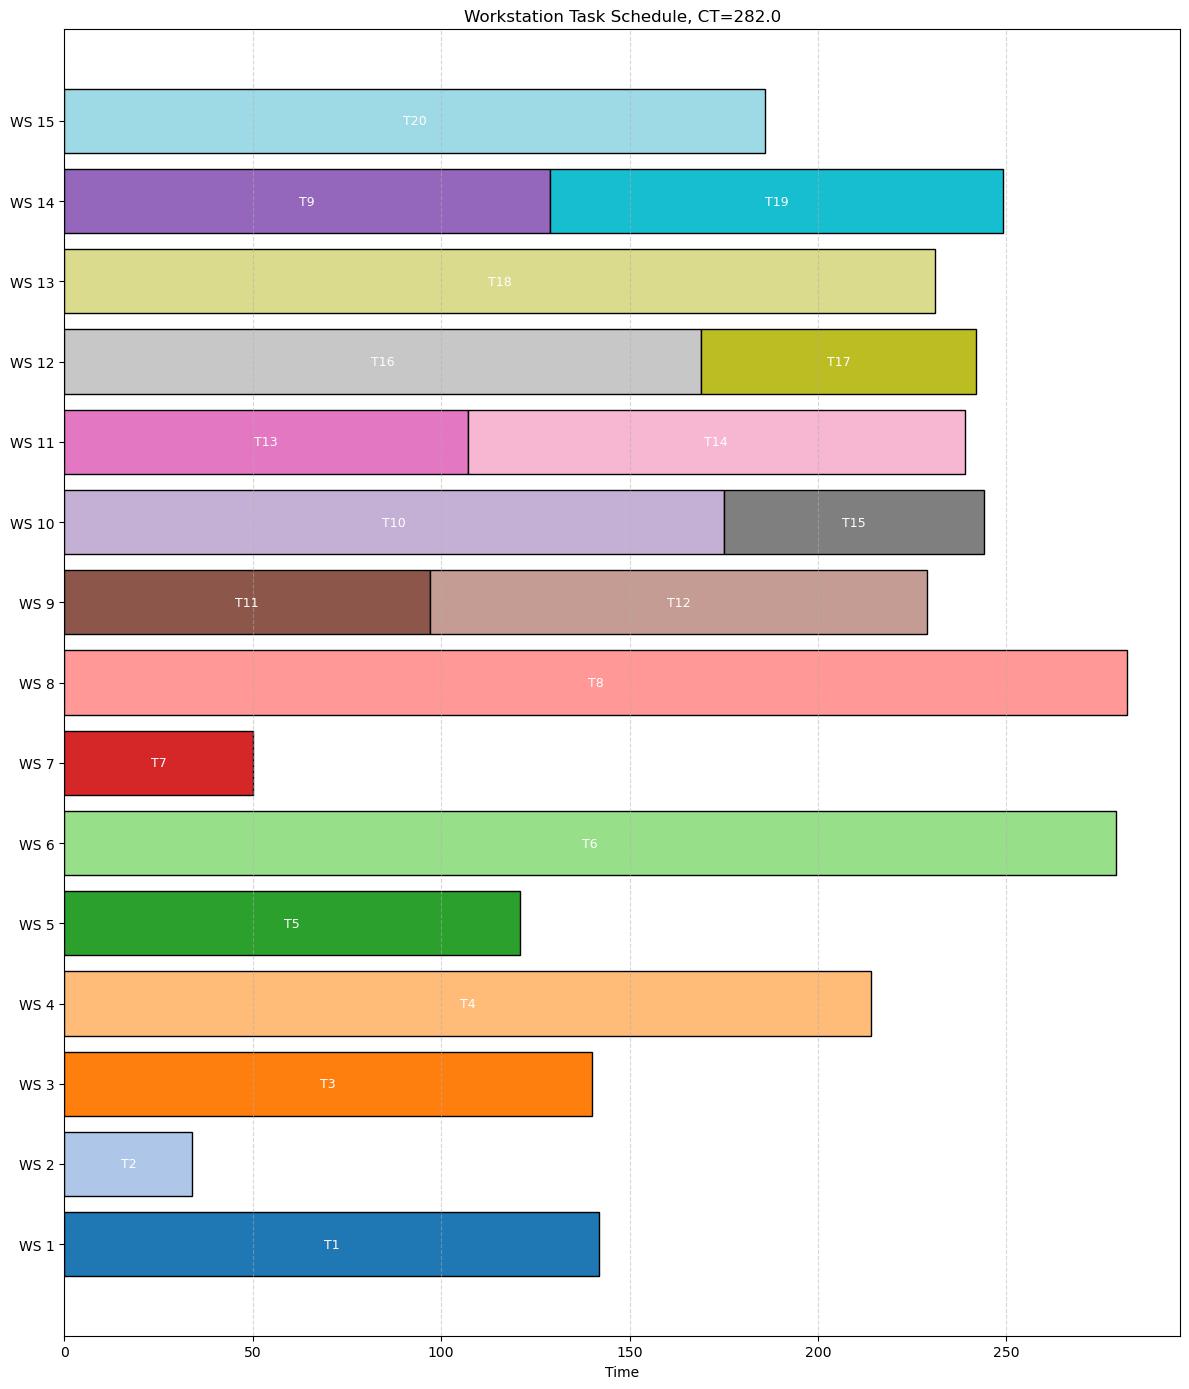 Workstation Task Schedule, CT=282.0
WS 15
T20
WS 14
T9 T19
WS 13
T18
WS 12
T16 T17
WS 11
T13 T14
WS 10
T10 T15
WS 9
T11 T12
WS 8
T8
WS 7
T7
WS 6
T6
WS 5
T5
WS 4
T4
WS 3
T3
WS 2
T2
WS 1
T1
0 50 100 150 200 250
Time